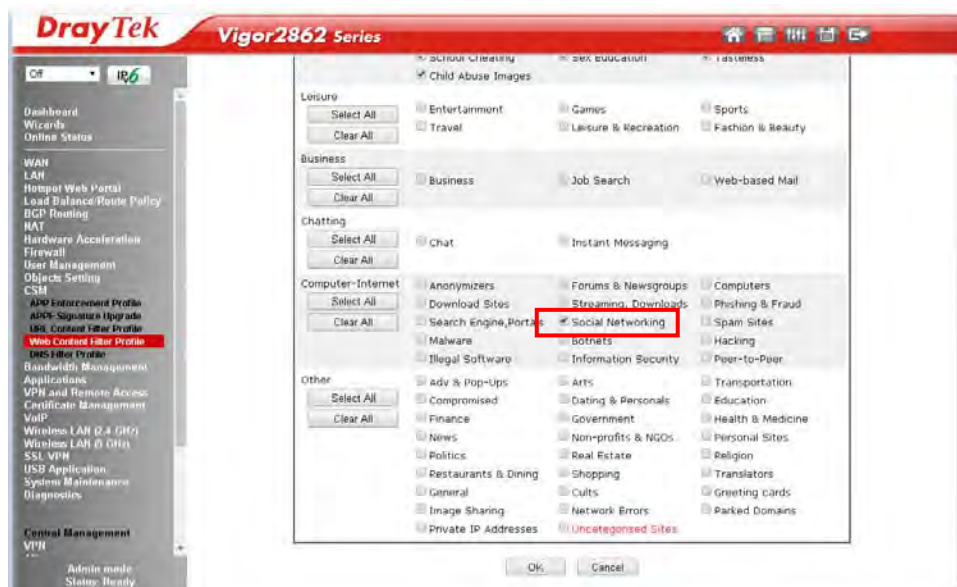 DrayTek
Vigor2862 Series
Off
IPv6
Dashboard
Wizards
Online Status
WAN
LAN
Hotspot Web Portal
Load Balance/Route Policy
BGP Routing
NAT
Hardware Acceleration
Firewall
User Management
Objects Setting
CSM
APP Enforcement Profile
APPE Signature Upgrade
URL Content Filter Profile
Web Content Filter Profile
DNS Filter Profile
Bandwidth Management
Applications
VPN and Remote Access
Certificate Management
VoIP
Wireless LAN (2.4 GHz)
Wireless LAN (5 GHz)
SSL VPN
USB Application
System Maintenance
Diagnostics
Central Management
VPN
Admin mode
Status: Ready
School Cheating Sex Education Tasteless
Child Abuse Images
Leisure
Select All
Clear All
Entertainment Games Sports
Travel Leisure & Recreation Fashion & Beauty
Business
Select All
Clear All
Business Job Search Web-based Mail
Chatting
Select All
Clear All
Chat Instant Messaging
Computer-Internet
Select All
Clear All
Anonymizers Forums & Newsgroups Computers
Download Sites Streaming, Downloads Phishing & Fraud
Search Engine,Portals Social Networking Spam Sites
Malware Botnets Hacking
Illegal Software Information Security Peer-to-Peer
Other
Select All
Clear All
Adv & Pop-Ups Arts Transportation
Compromised Dating & Personals Education
Finance Government Health & Medicine
News Non-profits & NGOs Personal Sites
Politics Real Estate Religion
Restaurants & Dining Shopping Translators
General Cults Greeting cards
Image Sharing Network Errors Parked Domains
Private IP Addresses Uncategorised Sites
OK Cancel